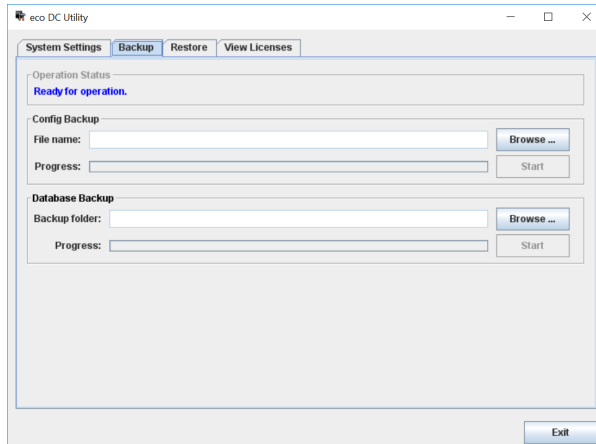 eco DC Utility
System Settings Backup Restore View Licenses
Operation Status
Ready for operation.
Config Backup
File name: Browse ...
Progress: Start
Database Backup
Backup folder: Browse ...
Progress: Start
Exit